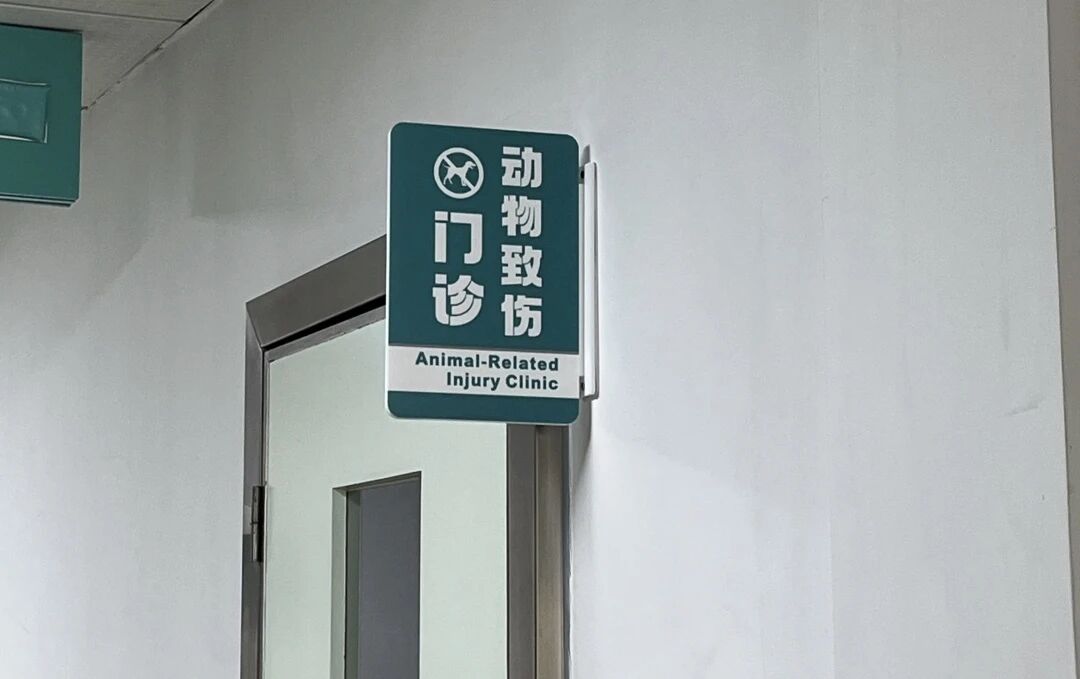 动物致伤
门诊
Animal-Related
Injury Clinic